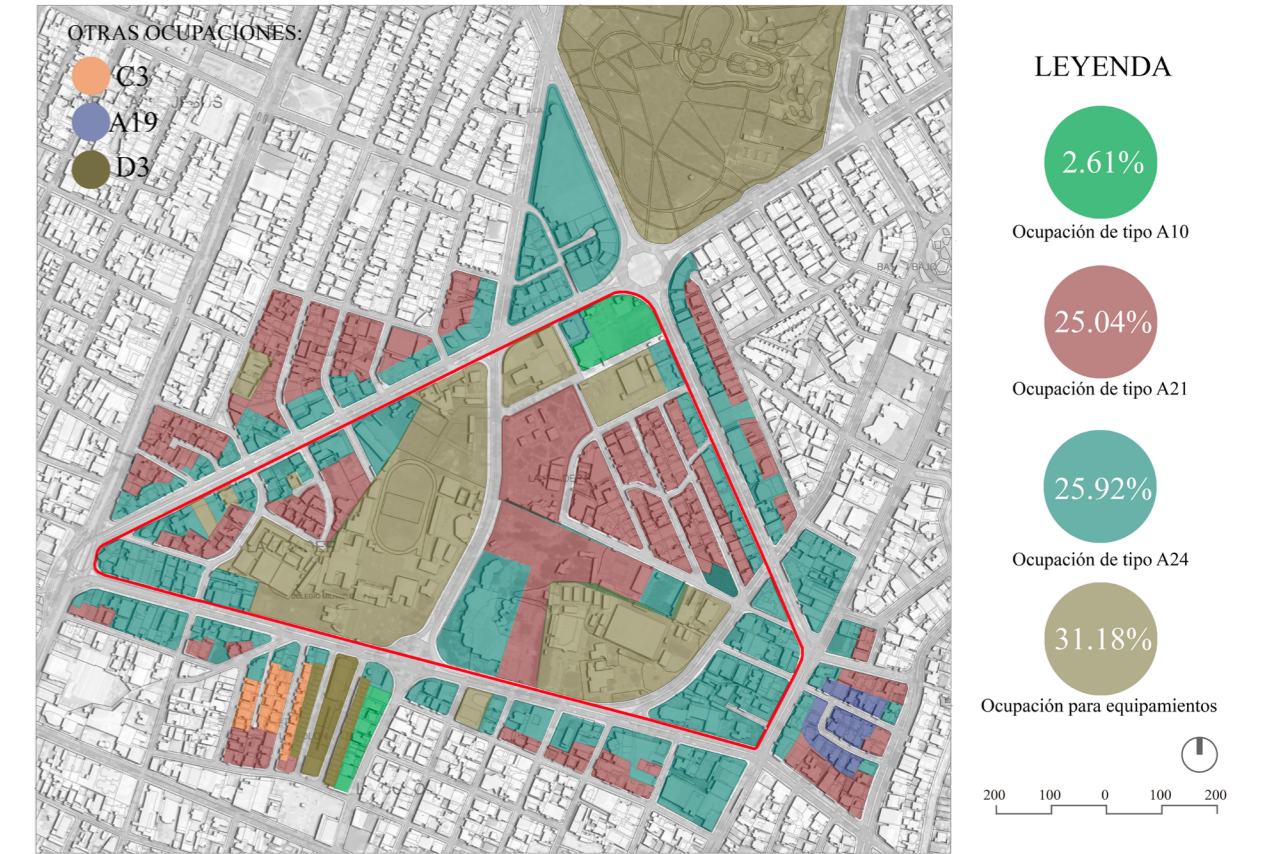 OTRAS OCUPACIONES:
C3
A19
D3
LEYENDA
2.61%
Ocupación de tipo A10
25.04%
Ocupación de tipo A21
25.92%
Ocupación de tipo A24
31.18%
Ocupación para equipamientos
200 100 0 100 200